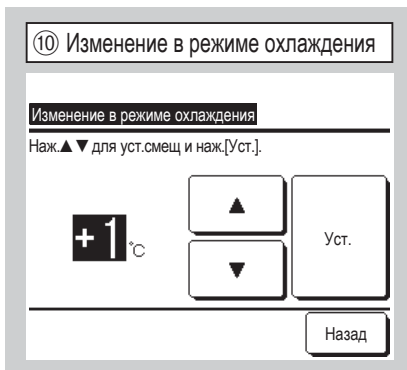 ⑩ Изменение в режиме охлаждения
Изменение в режиме охлаждения
Наж.▲▼ для уст.смещ и наж.[Уст.].
▲
+1 °C
Уст.
▼
Назад